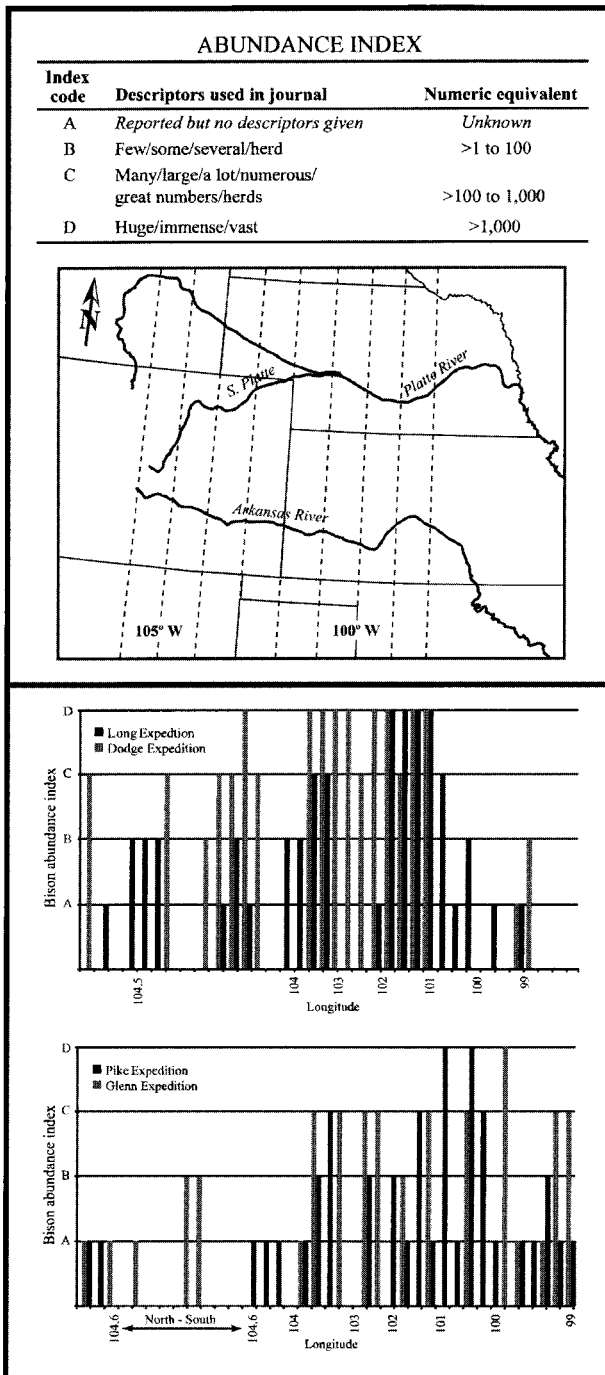 ABUNDANCE INDEX
Index code Descriptors used in journal Numeric equivalent
A Reported but no descriptors given Unknown
B Few/some/several/herd >1 to 100
C Many/large/a lot/numerous/
great numbers/herds >100 to 1,000
D Huge/immense/vast >1,000
N
S. Platte
Platte River
Arkansas River
105° W
100° W
Bison abundance index
D
C
B
A
Long Expedition
Dodge Expedition
104.5
104
103
102
101
100
99
Longitude
Bison abundance index
D
C
B
A
Pike Expedition
Glenn Expedition
104.6
North - South
104.6
104
103
102
101
100
99
Longitude